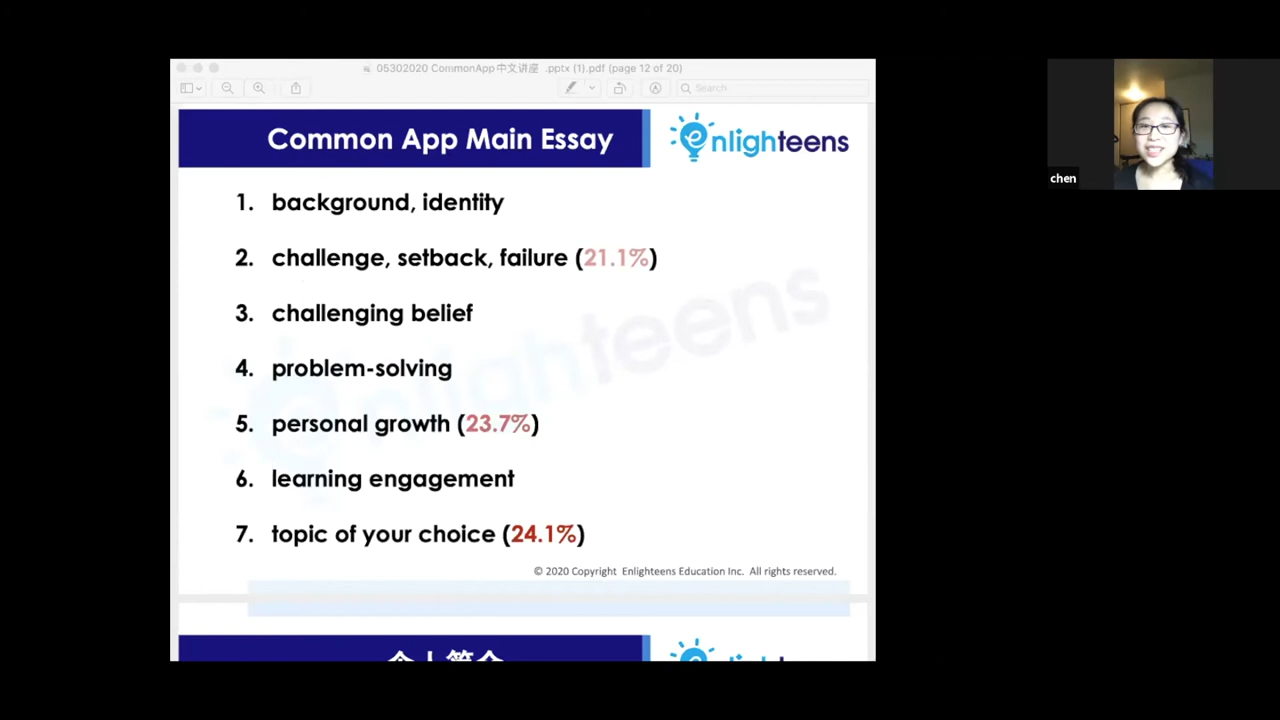 05302020 CommonApp中文讲座 .pptx (1).pdf (page 12 of 20)
Search
Common App Main Essay
enlighteens
1. background, identity
2. challenge, setback, failure (21.1%)
3. challenging belief
4. problem-solving
5. personal growth (23.7%)
6. learning engagement
7. topic of your choice (24.1%)
© 2020 Copyright Enlighteens Education Inc. All rights reserved.
enlighteens
chen